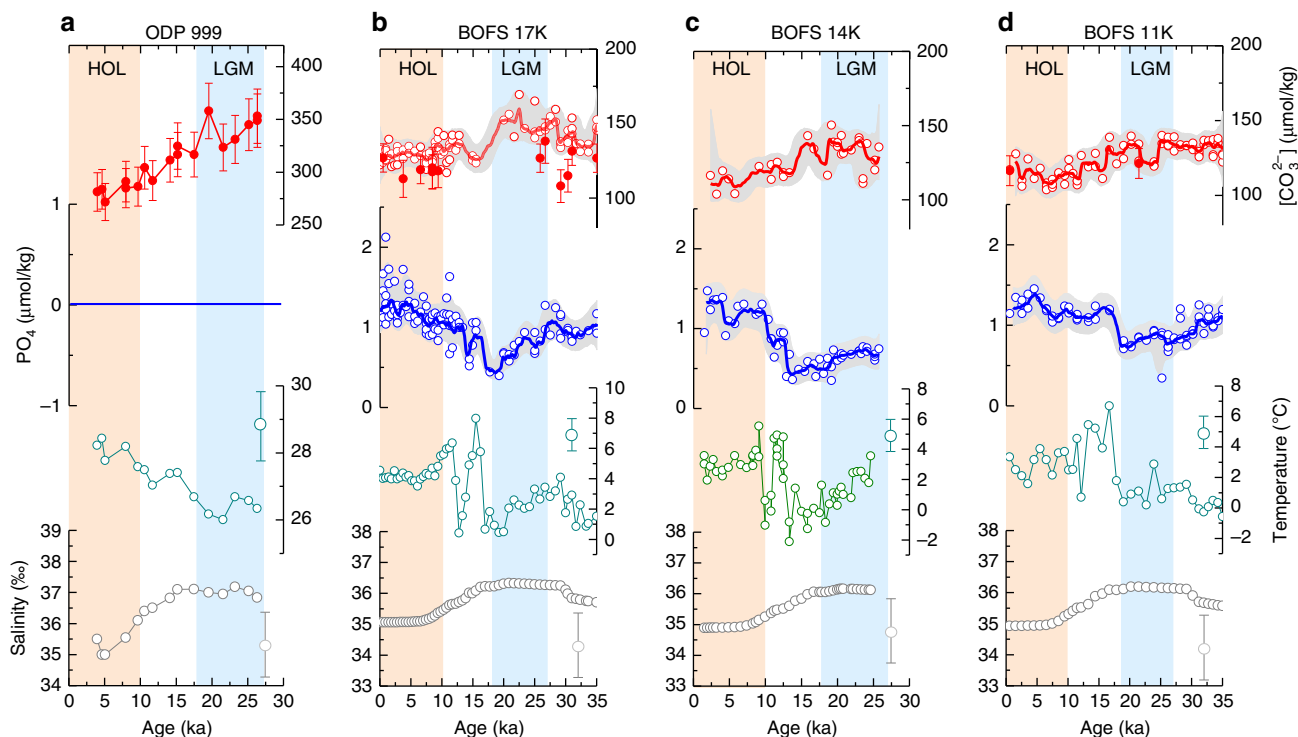 a b c d
ODP 999 BOFS 17K BOFS 14K BOFS 11K
HOL LGM HOL LGM HOL LGM HOL LGM
400 350 300 250
200 150 100
200 150 100
200 150 100
[CO₃²⁻] (μmol/kg)
PO₄ (μmol/kg)
1 0 −1
2 1 0
2 1 0
2 1 0
30 28 26
10 8 6 4 2 0
8 6 4 2 0 −2
8 6 4 2 0 −2
Temperature (°C)
Salinity (‰)
39 38 37 36 35 34
38 37 36 35 34 33
38 37 36 35 34 33
38 37 36 35 34 33
0 5 10 15 20 25 30
0 5 10 15 20 25 30 35
0 5 10 15 20 25 30
0 5 10 15 20 25 30 35
Age (ka) Age (ka) Age (ka) Age (ka)